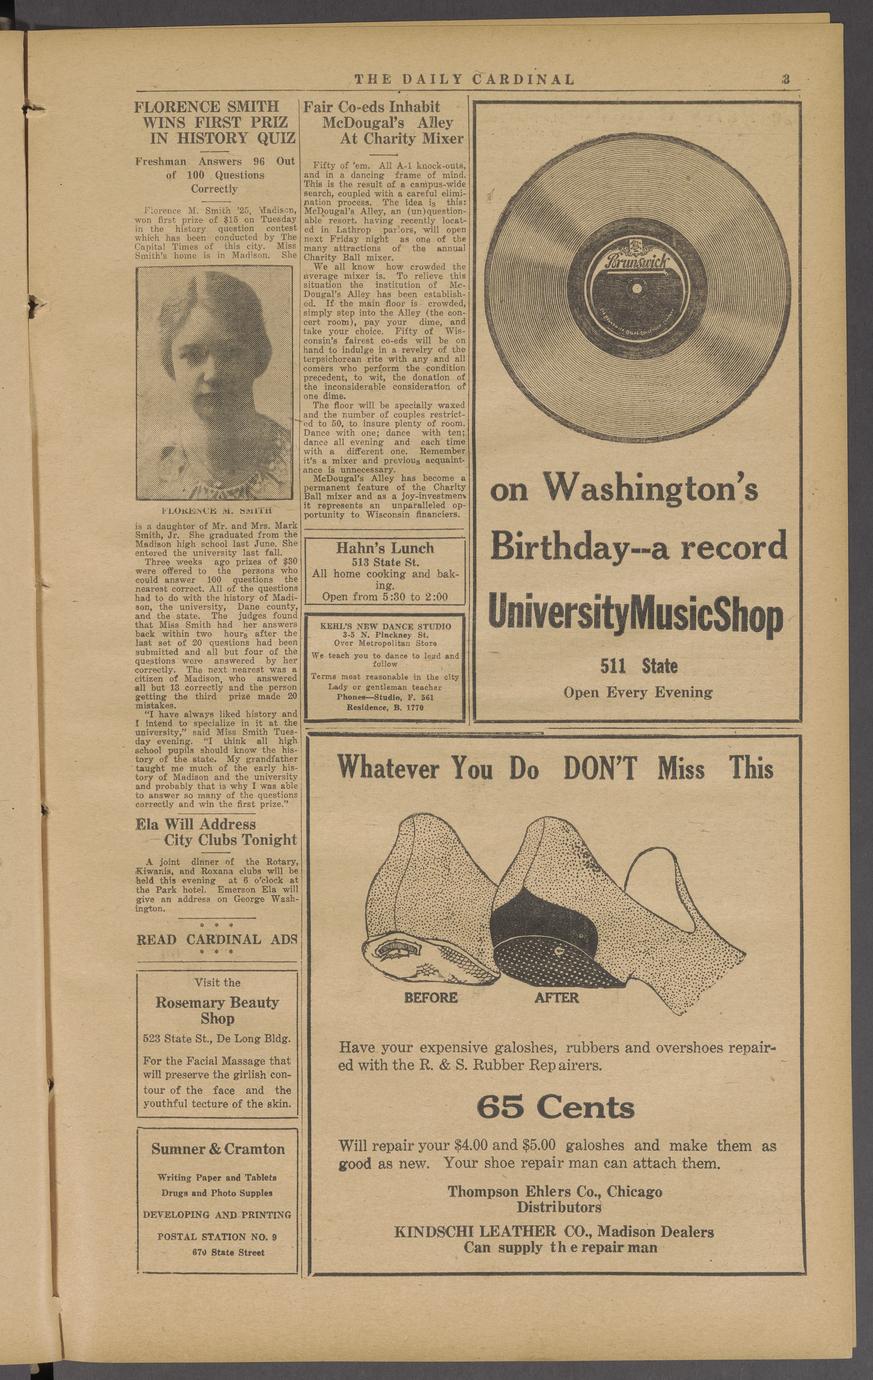 THE DAILY CARDINAL
3
FLORENCE SMITH
WINS FIRST PRIZ
IN HISTORY QUIZ
Freshman Answers 96 Out
of 100 Questions
Correctly
Florence M. Smith '25, Madison,
won first prize of $15 on Tuesday
in the history question contest
which has been conducted by The
Capital Times of this city. Miss
Smith's home is in Madison. She
FLORENCE M. SMITH
is a daughter of Mr. and Mrs. Mark
Smith, Jr. She graduated from the
Madison high school last June. She
entered the university last fall.
Three weeks ago prizes of $30
were offered to the persons who
could answer 100 questions the
nearest correct. All of the questions
had to do with the history of Madi-
son, the university, Dane county,
and the state. The judges found
that Miss Smith had her answers
back within two hours after the
last set of 20 questions had been
submitted and all but four of the
questions were answered by her
correctly. The next nearest was a
citizen of Madison, who answered
all but 13 correctly and the person
getting the third prize made 20
mistakes.
"I have always liked history and
I intend to specialize in it at the
university," said Miss Smith Tues-
day evening. "I think all high
school pupils should know the his-
tory of the state. My grandfather
taught me much of the early his-
tory of Madison and the university
and probably that is why I was able
to answer so many of the questions
correctly and win the first prize."
Ela Will Address
City Clubs Tonight
A joint dinner of the Rotary,
Kiwanis, and Roxana clubs will be
held this evening at 6 o'clock at
the Park hotel. Emerson Ela will
give an address on George Wash-
ington.
* * *
READ CARDINAL ADS
* * *
Visit the
Rosemary Beauty
Shop
523 State St., De Long Bldg.
For the Facial Massage that
will preserve the girlish con-
tour of the face and the
youthful tecture of the skin.
Sumner & Cramton
Writing Paper and Tablets
Drugs and Photo Supples
DEVELOPING AND PRINTING
POSTAL STATION NO. 9
670 State Street
Fair Co-eds Inhabit
McDougal's Alley
At Charity Mixer
Fifty of 'em. All A-1 knock-outs,
and in a dancing frame of mind.
This is the result of a campus-wide
search, coupled with a careful elimi-
nation process. The idea is this:
McDougal's Alley, an (un)question-
able resort, having recently locat-
ed in Lathrop parlors, will open
next Friday night as one of the
many attractions of the annual
Charity Ball mixer.
We all know how crowded the
average mixer is. To relieve this
situation the institution of Mc-
Dougal's Alley has been establish-
ed. If the main floor is crowded,
simply step into the Alley (the con-
cert room), pay your dime, and
take your choice. Fifty of Wis-
consin's fairest co-eds will be on
hand to indulge in a revelry of the
terpsichorean rite with any and all
comers who perform the condition
precedent, to wit, the donation of
the inconsiderable consideration of
one dime.
The floor will be specially waxed
and the number of couples restrict-
ed to 50, to insure plenty of room.
Dance with one; dance with ten;
dance all evening and each time
with a different one. Remember
it's a mixer and previous acquaint-
ance is unnecessary.
McDougal's Alley has become a
permanent feature of the Charity
Ball mixer and as a joy-investment
it represents an unparalleled op-
portunity to Wisconsin financiers.
Hahn's Lunch
513 State St.
All home cooking and bak-
ing.
Open from 5:30 to 2:00
KEHL'S NEW DANCE STUDIO
3-5 N. Pinckney St.
Over Metropolitan Store
We teach you to dance to lead and
follow
Terms most reasonable in the city
Lady or gentleman teacher
Phones—Studio, F. 561
Residence, B. 1770
Brunswick
on Washington's
Birthday--a record
UniversityMusicShop
511 State
Open Every Evening
Whatever You Do DON'T Miss This
BEFORE
AFTER
Have your expensive galoshes, rubbers and overshoes repair-
ed with the R. & S. Rubber Repairers.
65 Cents
Will repair your $4.00 and $5.00 galoshes and make them as
good as new. Your shoe repair man can attach them.
Thompson Ehlers Co., Chicago
Distributors
KINDSCHI LEATHER CO., Madison Dealers
Can supply the repair man